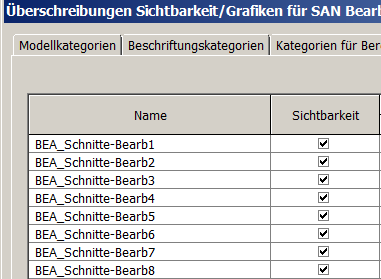 Überschreibungen Sichtbarkeit/Grafiken für SAN Bearb
Modellkategorien Beschriftungskategorien Kategorien für Ber
Name Sichtbarkeit
BEA_Schnitte-Bearb1
BEA_Schnitte-Bearb2
BEA_Schnitte-Bearb3
BEA_Schnitte-Bearb4
BEA_Schnitte-Bearb5
BEA_Schnitte-Bearb6
BEA_Schnitte-Bearb7
BEA_Schnitte-Bearb8